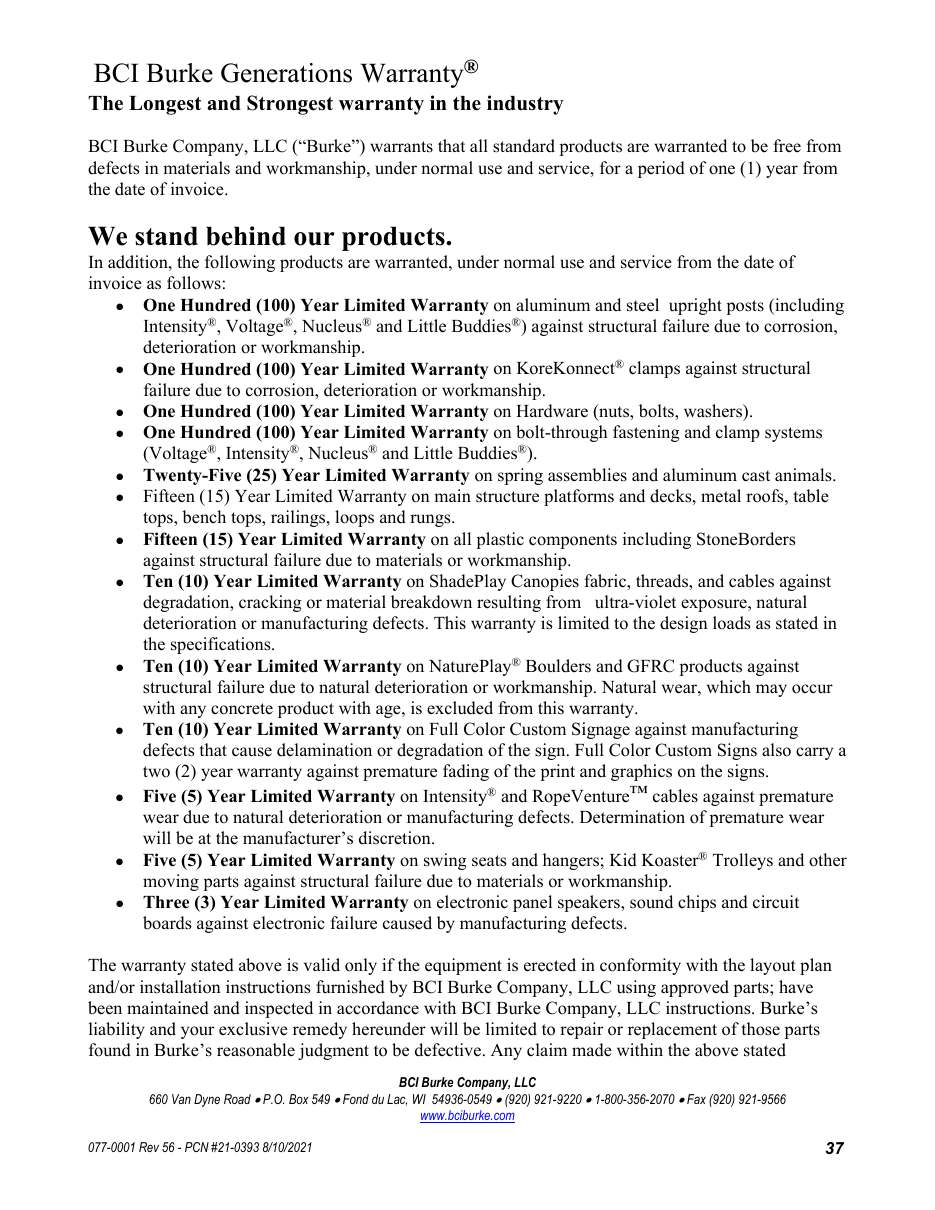 BCI Burke Generations Warranty®
The Longest and Strongest warranty in the industry
BCI Burke Company, LLC (“Burke”) warrants that all standard products are warranted to be free from
defects in materials and workmanship, under normal use and service, for a period of one (1) year from
the date of invoice.
We stand behind our products.
In addition, the following products are warranted, under normal use and service from the date of
invoice as follows:
● One Hundred (100) Year Limited Warranty on aluminum and steel upright posts (including
Intensity®, Voltage®, Nucleus® and Little Buddies®) against structural failure due to corrosion,
deterioration or workmanship.
● One Hundred (100) Year Limited Warranty on KoreKonnect® clamps against structural
failure due to corrosion, deterioration or workmanship.
● One Hundred (100) Year Limited Warranty on Hardware (nuts, bolts, washers).
● One Hundred (100) Year Limited Warranty on bolt-through fastening and clamp systems
(Voltage®, Intensity®, Nucleus® and Little Buddies®).
● Twenty-Five (25) Year Limited Warranty on spring assemblies and aluminum cast animals.
● Fifteen (15) Year Limited Warranty on main structure platforms and decks, metal roofs, table
tops, bench tops, railings, loops and rungs.
● Fifteen (15) Year Limited Warranty on all plastic components including StoneBorders
against structural failure due to materials or workmanship.
● Ten (10) Year Limited Warranty on ShadePlay Canopies fabric, threads, and cables against
degradation, cracking or material breakdown resulting from ultra-violet exposure, natural
deterioration or manufacturing defects. This warranty is limited to the design loads as stated in
the specifications.
● Ten (10) Year Limited Warranty on NaturePlay® Boulders and GFRC products against
structural failure due to natural deterioration or workmanship. Natural wear, which may occur
with any concrete product with age, is excluded from this warranty.
● Ten (10) Year Limited Warranty on Full Color Custom Signage against manufacturing
defects that cause delamination or degradation of the sign. Full Color Custom Signs also carry a
two (2) year warranty against premature fading of the print and graphics on the signs.
● Five (5) Year Limited Warranty on Intensity® and RopeVenture™ cables against premature
wear due to natural deterioration or manufacturing defects. Determination of premature wear
will be at the manufacturer’s discretion.
● Five (5) Year Limited Warranty on swing seats and hangers; Kid Koaster® Trolleys and other
moving parts against structural failure due to materials or workmanship.
● Three (3) Year Limited Warranty on electronic panel speakers, sound chips and circuit
boards against electronic failure caused by manufacturing defects.
The warranty stated above is valid only if the equipment is erected in conformity with the layout plan
and/or installation instructions furnished by BCI Burke Company, LLC using approved parts; have
been maintained and inspected in accordance with BCI Burke Company, LLC instructions. Burke’s
liability and your exclusive remedy hereunder will be limited to repair or replacement of those parts
found in Burke’s reasonable judgment to be defective. Any claim made within the above stated
BCI Burke Company, LLC
660 Van Dyne Road ● P.O. Box 549 ● Fond du Lac, WI 54936-0549 ● (920) 921-9220 ● 1-800-356-2070 ● Fax (920) 921-9566
www.bciburke.com
077-0001 Rev 56 - PCN #21-0393 8/10/2021 37